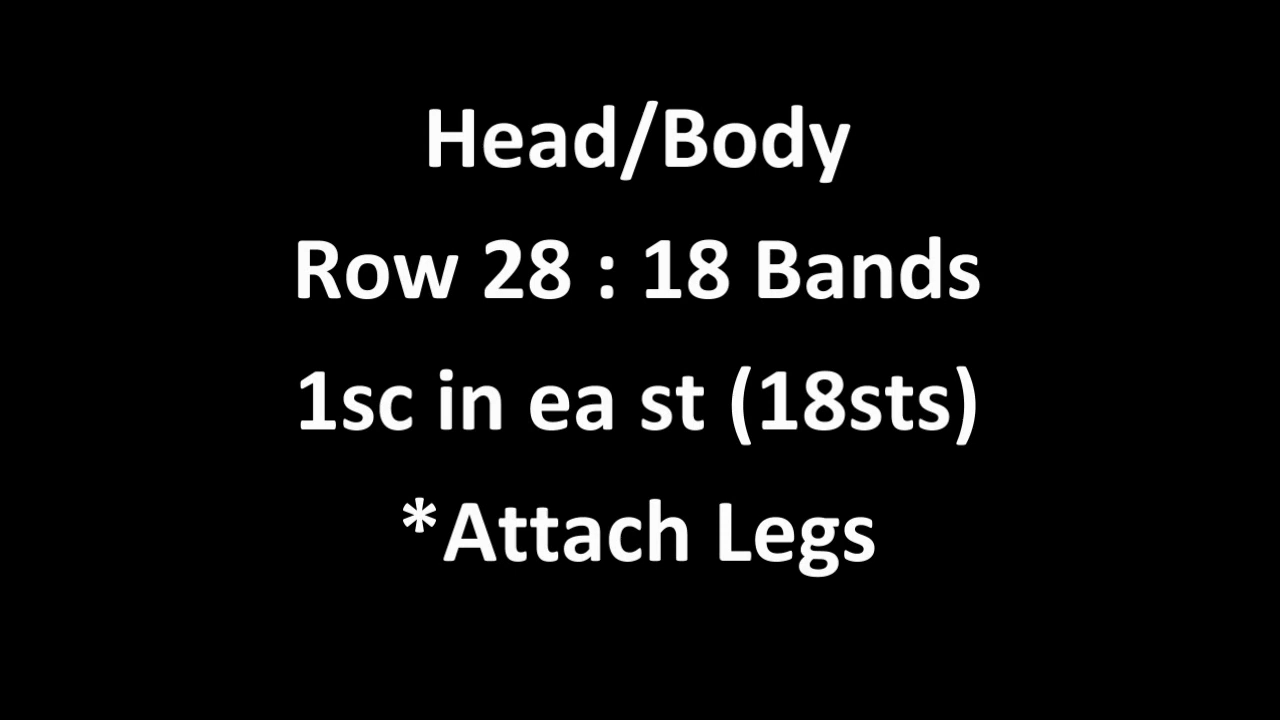 Head/Body
Row 28 : 18 Bands
1sc in ea st (18sts)
*Attach Legs